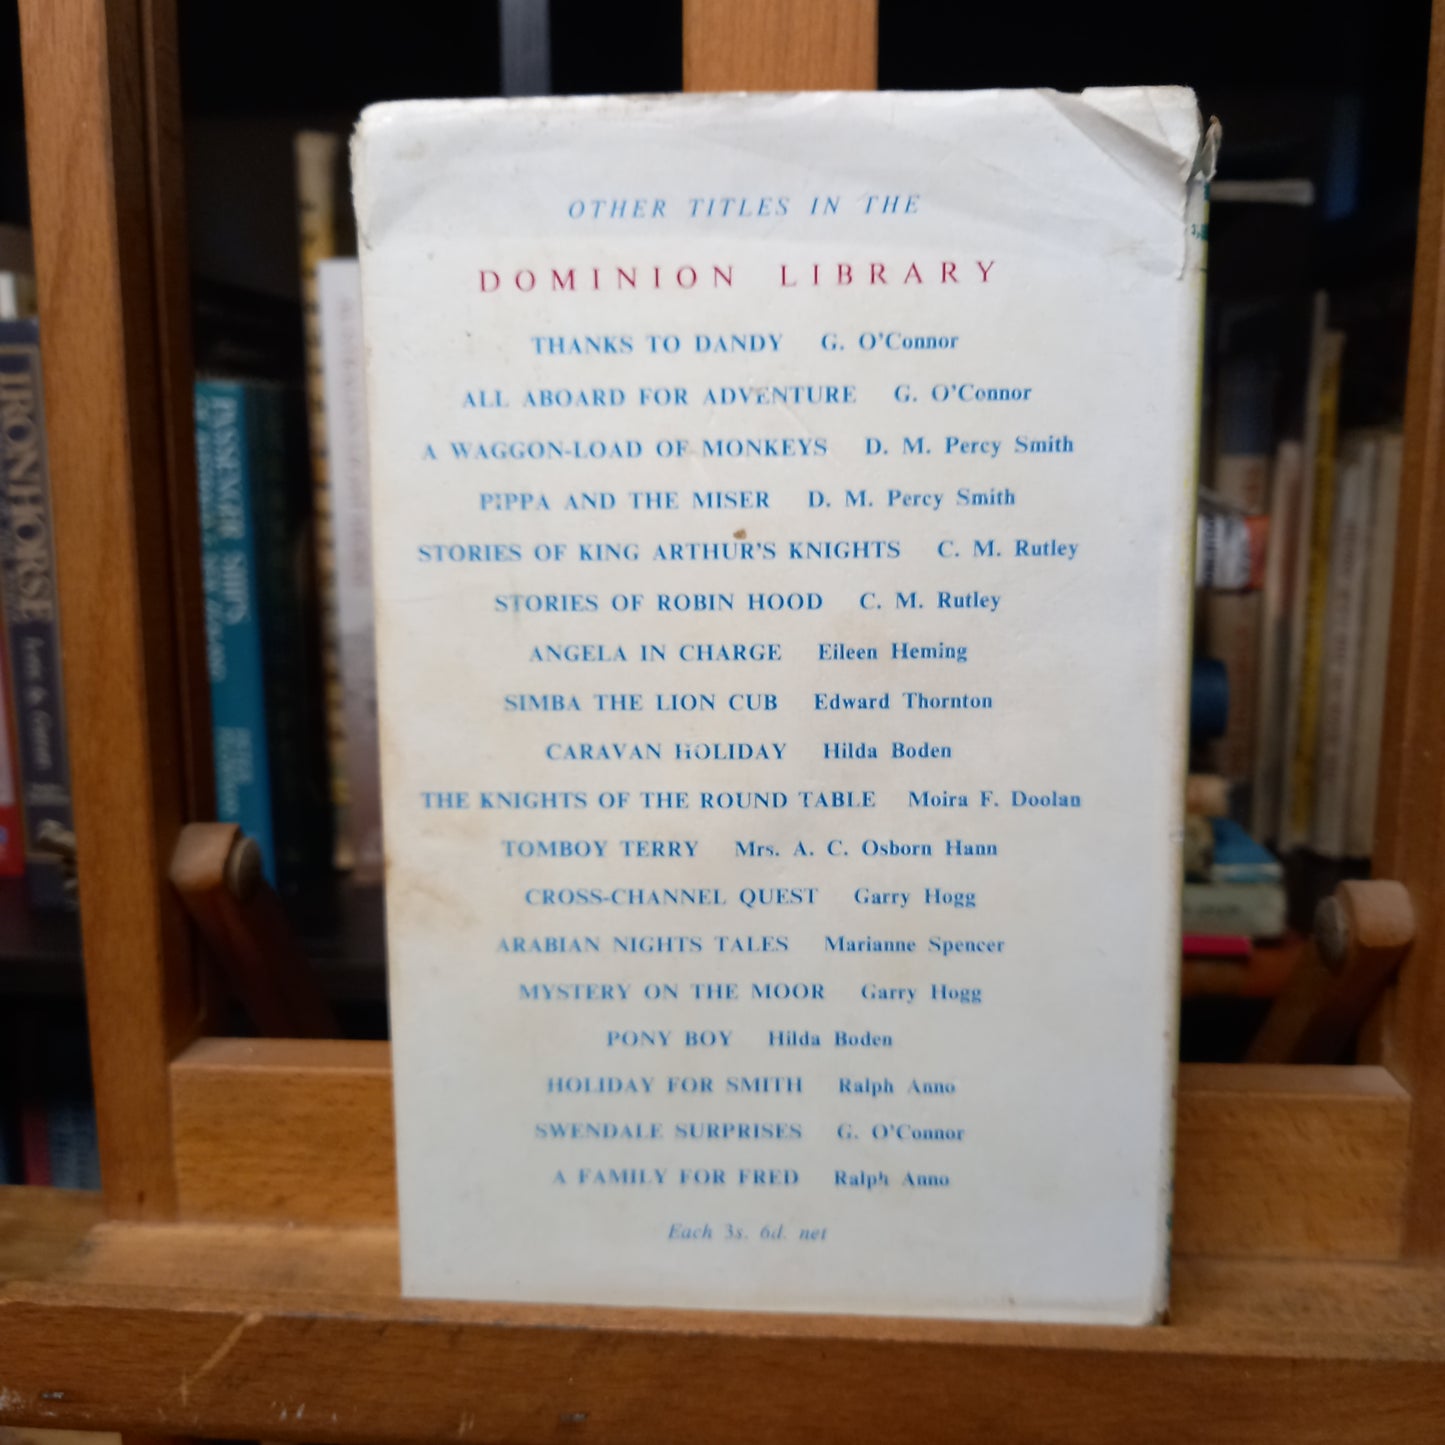 OTHER TITLES IN THE
DOMINION LIBRARY
THANKS TO DANDY G. O'Connor
ALL ABOARD FOR ADVENTURE G. O'Connor
A WAGGON-LOAD OF MONKEYS D. M. Percy Smith
PIPPA AND THE MISER D. M. Percy Smith
STORIES OF KING ARTHUR'S KNIGHTS C. M. Rutley
STORIES OF ROBIN HOOD C. M. Rutley
ANGELA IN CHARGE Eileen Heming
SIMBA THE LION CUB Edward Thornton
CARAVAN HOLIDAY Hilda Boden
THE KNIGHTS OF THE ROUND TABLE Moira F. Doolan
TOMBOY TERRY Mrs. A. C. Osborn Hann
CROSS-CHANNEL QUEST Garry Hogg
ARABIAN NIGHTS TALES Marianne Spencer
MYSTERY ON THE MOOR Garry Hogg
PONY BOY Hilda Boden
HOLIDAY FOR SMITH Ralph Anno
SWENDALE SURPRISES G. O'Connor
A FAMILY FOR FRED Ralph Anno
Each 3s. 6d. net
IRONHORSE
PASSENGER SHIPS